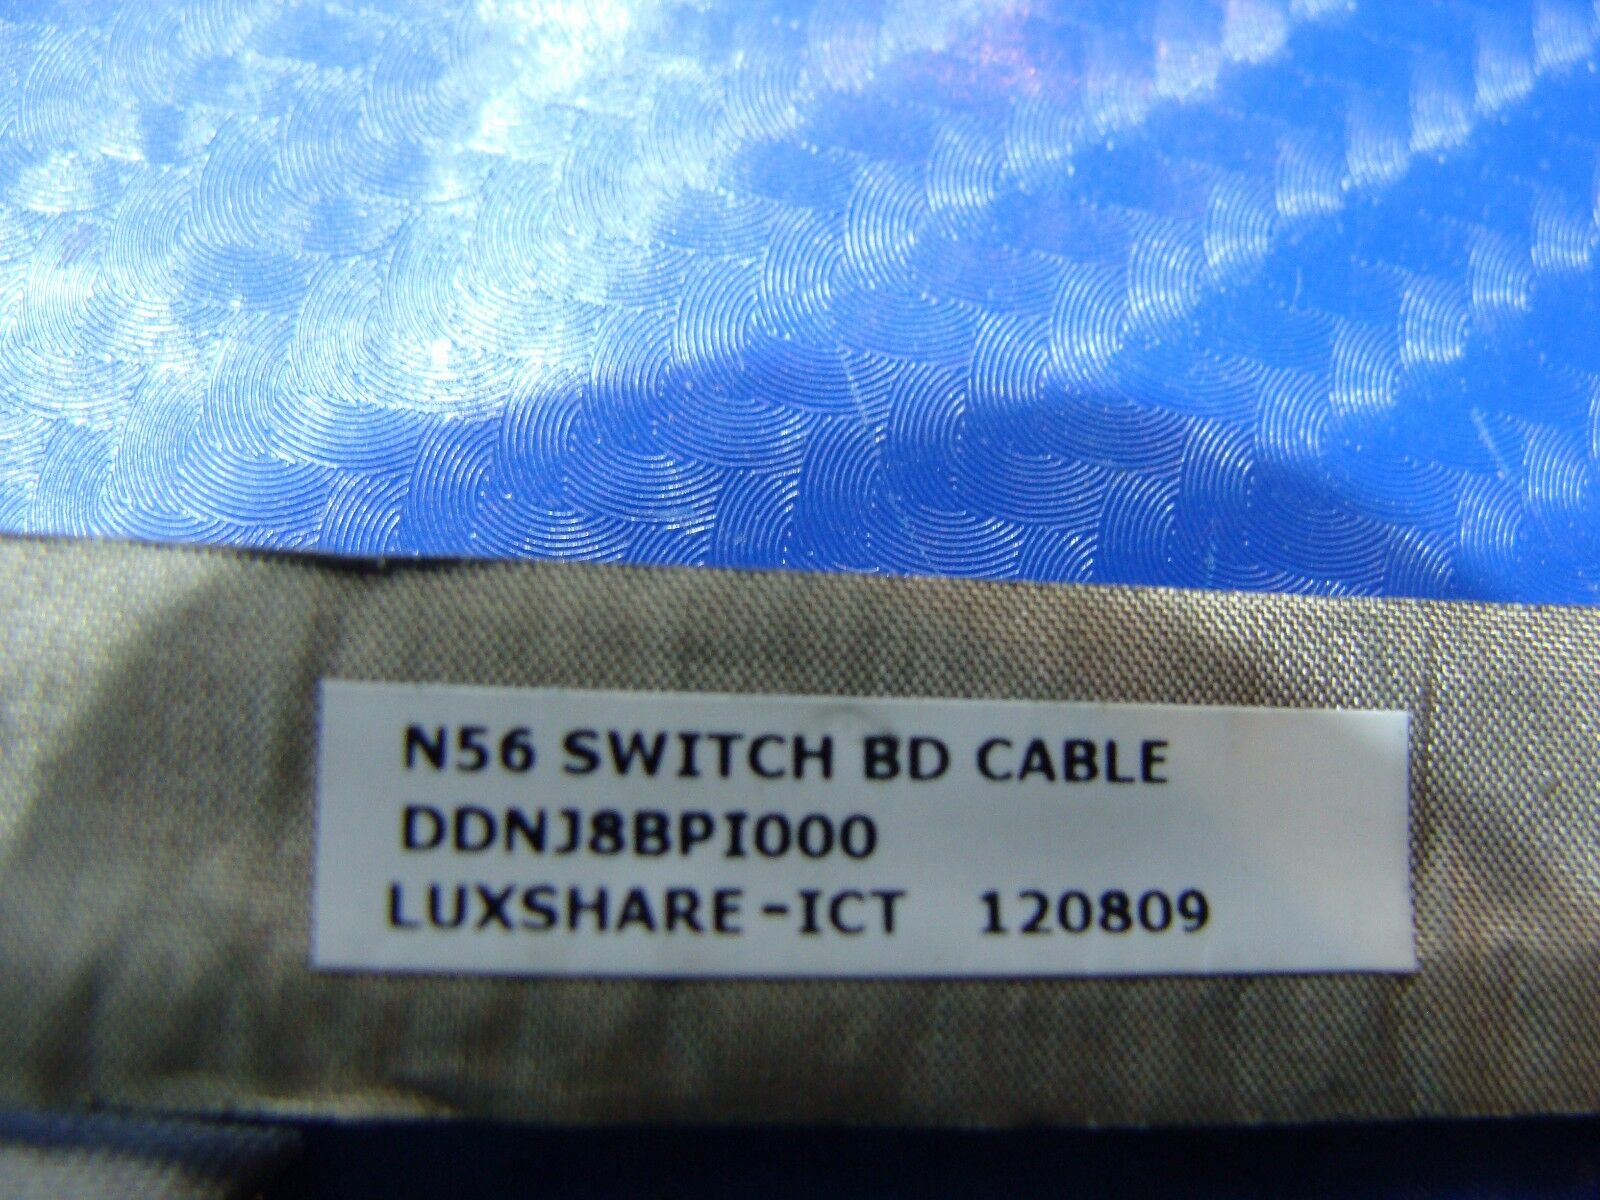 N56 SWITCH BD CABLE
DDNJ8BPI000
LUXSHARE-ICT 120809